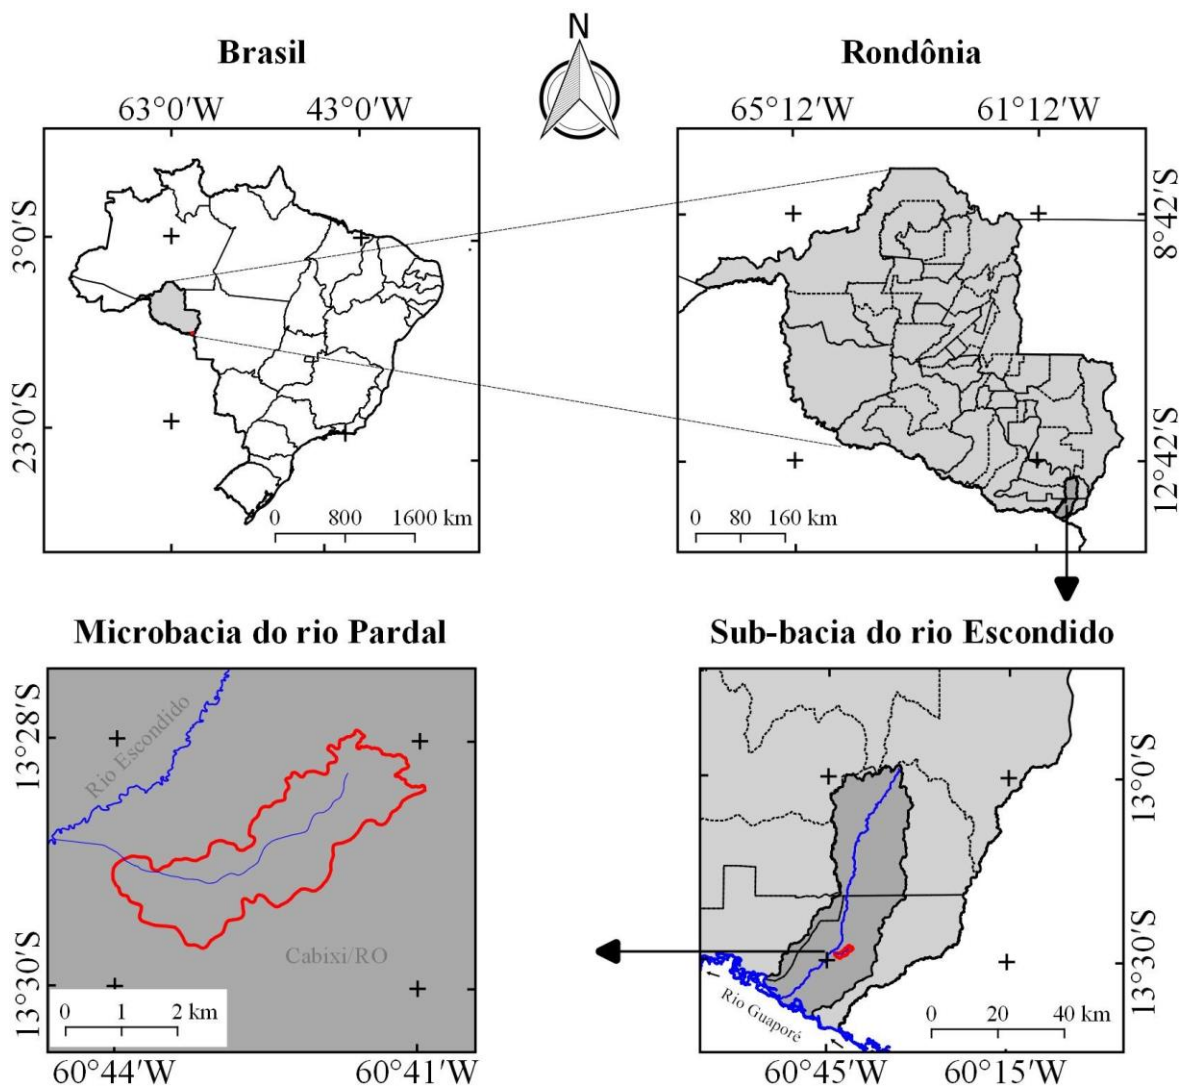 Brasil
N
Rondônia
63°0'W 43°0'W
65°12'W 61°12'W
3°0'S
23°0'S
8°42'S
12°42'S
0 800 1600 km
0 80 160 km
Microbacia do rio Pardal
Sub-bacia do rio Escondido
13°28'S
13°30'S
Rio Escondido
Cabixi/RO
0 1 2 km
60°44'W 60°41'W
13°0'S
13°30'S
Rio Guaporé
0 20 40 km
60°45'W 60°15'W